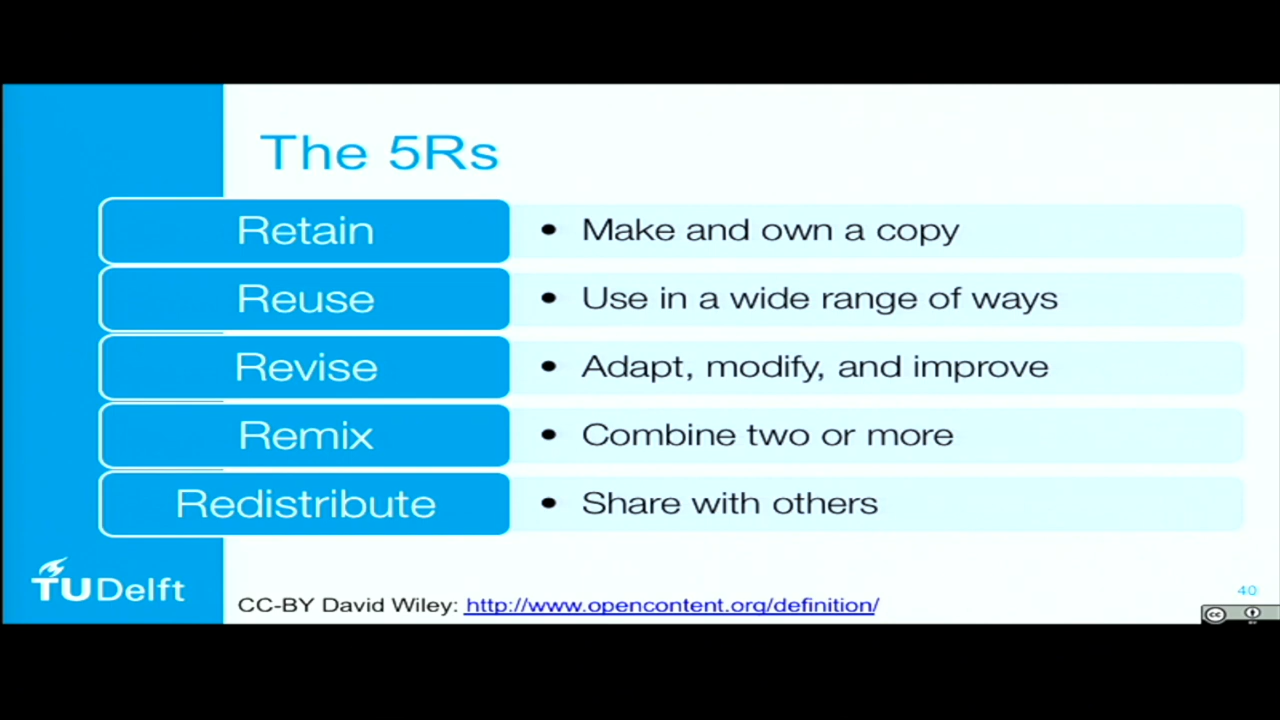 The 5Rs
Retain
• Make and own a copy
Reuse
• Use in a wide range of ways
Revise
• Adapt, modify, and improve
Remix
• Combine two or more
Redistribute
• Share with others
TUDelft
CC-BY David Wiley: http://www.opencontent.org/definition/
40
cc